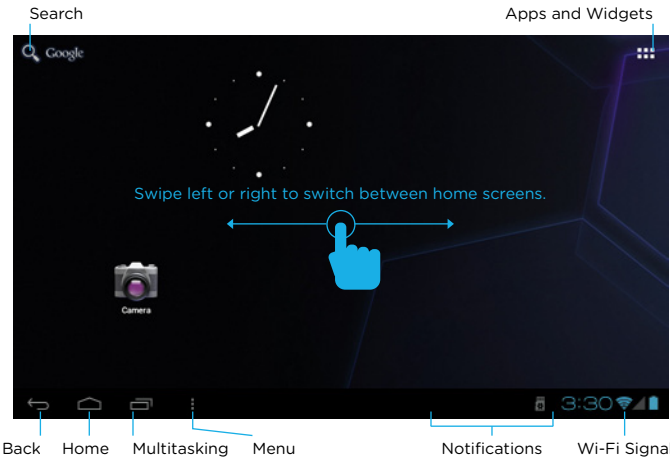 Search
Apps and Widgets
Google
Swipe left or right to switch between home screens.
Camera
3:30
Back
Home
Multitasking
Menu
Notifications
Wi-Fi Signal